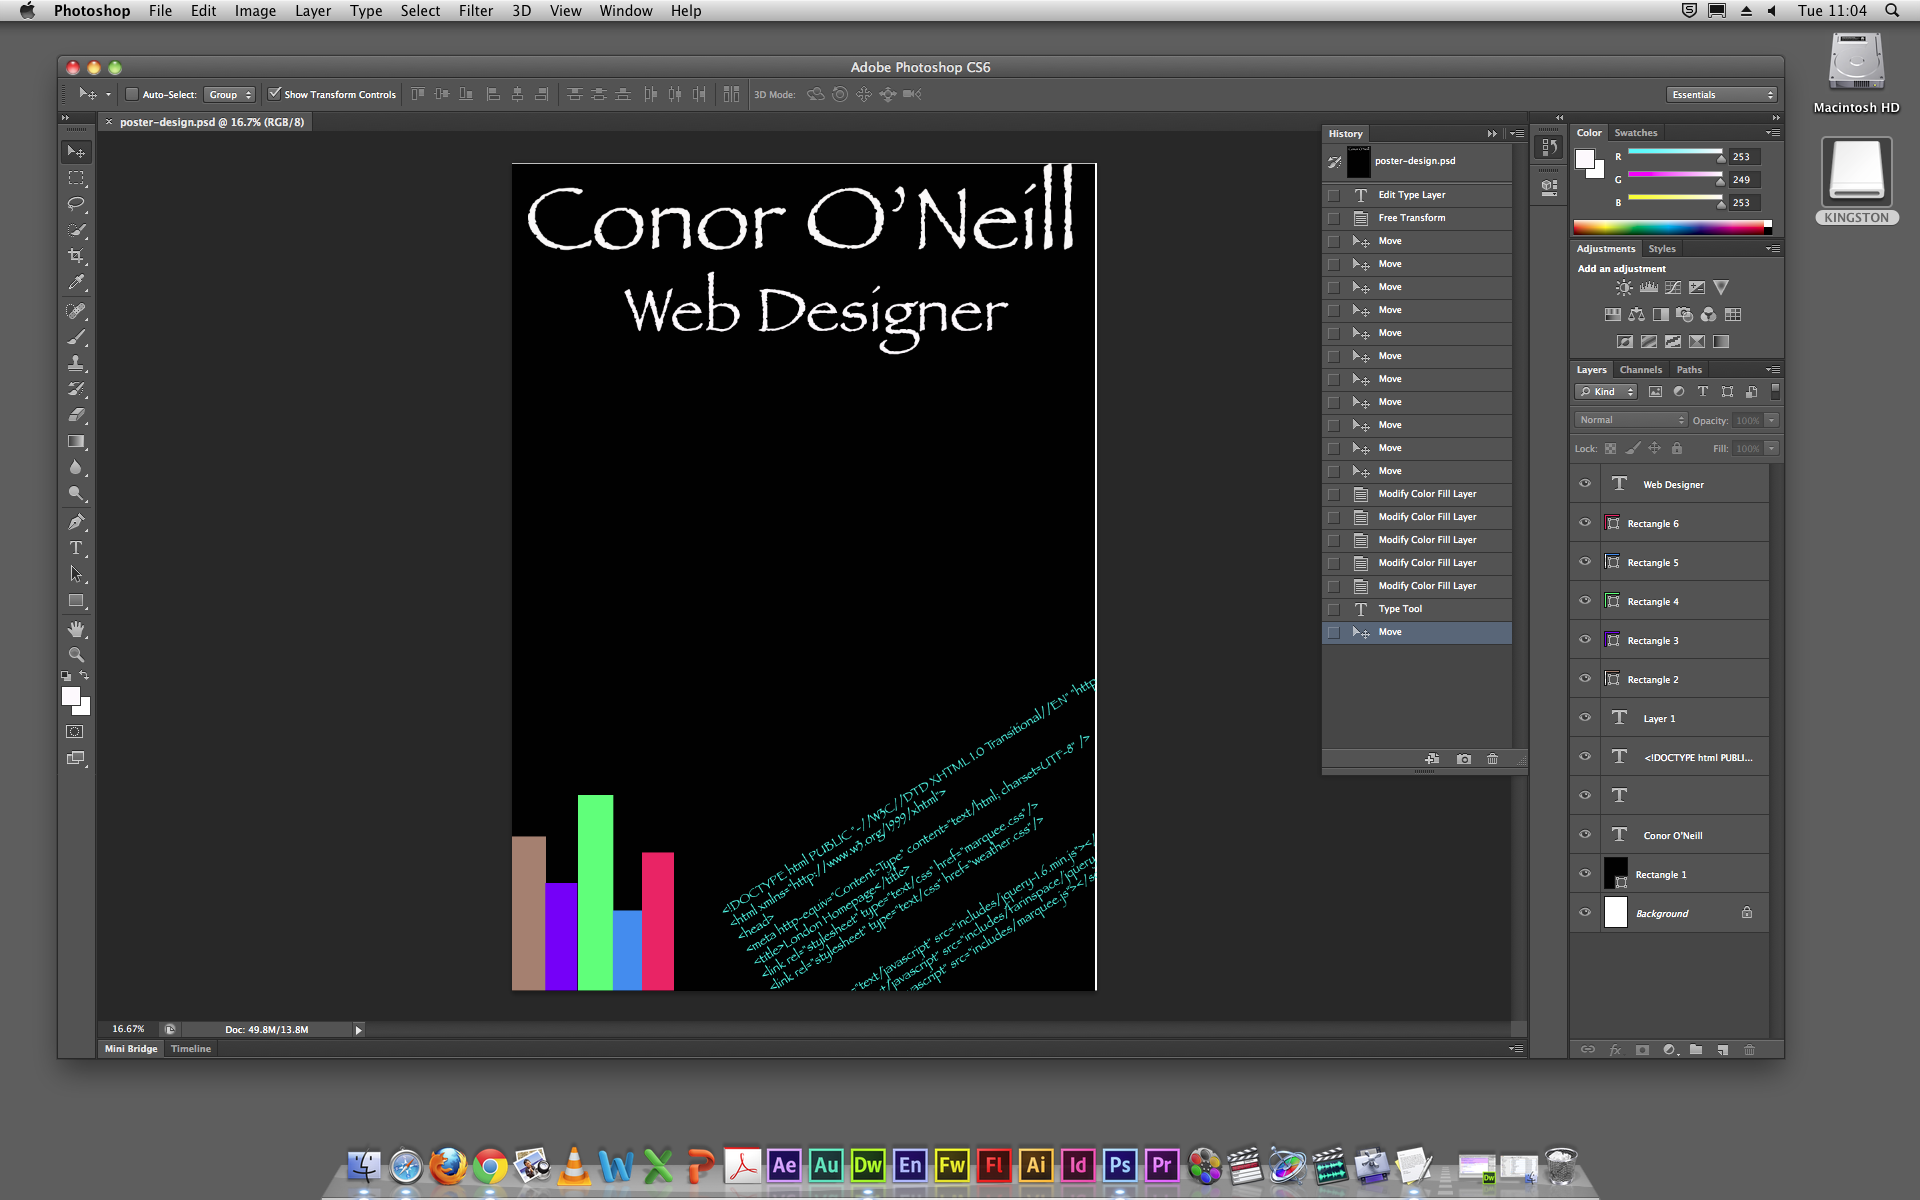 Photoshop File Edit Image Layer Type Select Filter 3D View Window Help
Tue 11:04
Adobe Photoshop CS6
Auto-Select: Group Show Transform Controls 3D Mode: Essentials
poster-design.psd @ 16.7% (RGB/8)
Macintosh HD
KINGSTON
Conor O'Neill
Web Designer
<!DOCTYPE html PUBLIC "-//W3C//DTD XHTML 1.0 Transitional//EN" "http
<html xmlns="http://www.w3.org/1999/xhtml">
<head>
<meta http-equiv="Content-Type" content="text/html; charset=UTF-8" />
<title>London Homepage</title>
<link rel="stylesheet" type="text/css" href="marquee.css"/>
<link rel="stylesheet" type="text/css" href="weather.css"/>
="text/javascript" src="includes/jquery-1.6.min.js"></
t/javascript" src="includes/farinspace/jquery
ascript" src="includes/marquee.js"></s
History
poster-design.psd
Edit Type Layer
Free Transform
Move
Move
Move
Move
Move
Move
Move
Move
Move
Move
Move
Modify Color Fill Layer
Modify Color Fill Layer
Modify Color Fill Layer
Modify Color Fill Layer
Modify Color Fill Layer
Type Tool
Move
Color Swatches
R 253
G 249
B 253
Adjustments Styles
Add an adjustment
Layers Channels Paths
Kind
Normal Opacity: 100%
Lock: Fill: 100%
Web Designer
Rectangle 6
Rectangle 5
Rectangle 4
Rectangle 3
Rectangle 2
Layer 1
<!DOCTYPE html PUBLI...
Conor O'Neill
Rectangle 1
Background
16.67% Doc: 49.8M/13.8M
Mini Bridge Timeline
Ae Au Dw En Fw Fl Ai Id Ps Pr